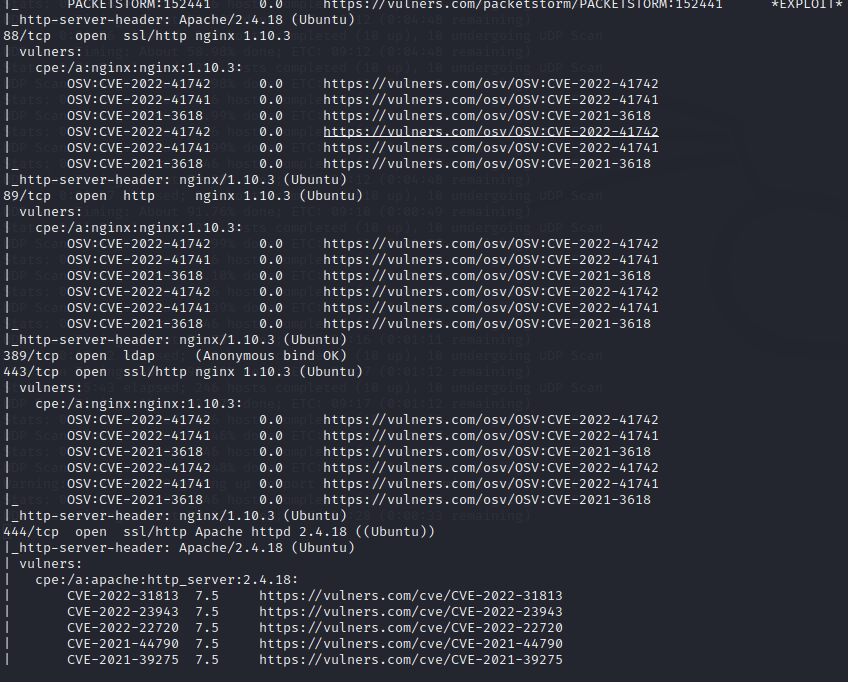 |     PACKETSTORM:152441     0.0     https://vulners.com/packetstorm/PACKETSTORM:152441     *EXPLOIT*
|_http-server-header: Apache/2.4.18 (Ubuntu)
88/tcp  open  ssl/http nginx 1.10.3
| vulners:
|   cpe:/a:nginx:nginx:1.10.3:
|       OSV:CVE-2022-41742      0.0     https://vulners.com/osv/OSV:CVE-2022-41742
|       OSV:CVE-2022-41741      0.0     https://vulners.com/osv/OSV:CVE-2022-41741
|       OSV:CVE-2021-3618       0.0     https://vulners.com/osv/OSV:CVE-2021-3618
|       OSV:CVE-2022-41742      0.0     https://vulners.com/osv/OSV:CVE-2022-41742
|       OSV:CVE-2022-41741      0.0     https://vulners.com/osv/OSV:CVE-2022-41741
|_      OSV:CVE-2021-3618       0.0     https://vulners.com/osv/OSV:CVE-2021-3618
|_http-server-header: nginx/1.10.3 (Ubuntu)
89/tcp  open  http     nginx 1.10.3 (Ubuntu)
| vulners:
|   cpe:/a:nginx:nginx:1.10.3:
|       OSV:CVE-2022-41742      0.0     https://vulners.com/osv/OSV:CVE-2022-41742
|       OSV:CVE-2022-41741      0.0     https://vulners.com/osv/OSV:CVE-2022-41741
|       OSV:CVE-2021-3618       0.0     https://vulners.com/osv/OSV:CVE-2021-3618
|       OSV:CVE-2022-41742      0.0     https://vulners.com/osv/OSV:CVE-2022-41742
|       OSV:CVE-2022-41741      0.0     https://vulners.com/osv/OSV:CVE-2022-41741
|_      OSV:CVE-2021-3618       0.0     https://vulners.com/osv/OSV:CVE-2021-3618
|_http-server-header: nginx/1.10.3 (Ubuntu)
389/tcp open  ldap     (Anonymous bind OK)
443/tcp open  ssl/http nginx 1.10.3 (Ubuntu)
| vulners:
|   cpe:/a:nginx:nginx:1.10.3:
|       OSV:CVE-2022-41742      0.0     https://vulners.com/osv/OSV:CVE-2022-41742
|       OSV:CVE-2022-41741      0.0     https://vulners.com/osv/OSV:CVE-2022-41741
|       OSV:CVE-2021-3618       0.0     https://vulners.com/osv/OSV:CVE-2021-3618
|       OSV:CVE-2022-41742      0.0     https://vulners.com/osv/OSV:CVE-2022-41742
|       OSV:CVE-2022-41741      0.0     https://vulners.com/osv/OSV:CVE-2022-41741
|_      OSV:CVE-2021-3618       0.0     https://vulners.com/osv/OSV:CVE-2021-3618
|_http-server-header: nginx/1.10.3 (Ubuntu)
444/tcp open  ssl/http Apache httpd 2.4.18 ((Ubuntu))
|_http-server-header: Apache/2.4.18 (Ubuntu)
| vulners:
|   cpe:/a:apache:http_server:2.4.18:
|       CVE-2022-31813  7.5     https://vulners.com/cve/CVE-2022-31813
|       CVE-2022-23943  7.5     https://vulners.com/cve/CVE-2022-23943
|       CVE-2022-22720  7.5     https://vulners.com/cve/CVE-2022-22720
|       CVE-2021-44790  7.5     https://vulners.com/cve/CVE-2021-44790
|       CVE-2021-39275  7.5     https://vulners.com/cve/CVE-2021-39275